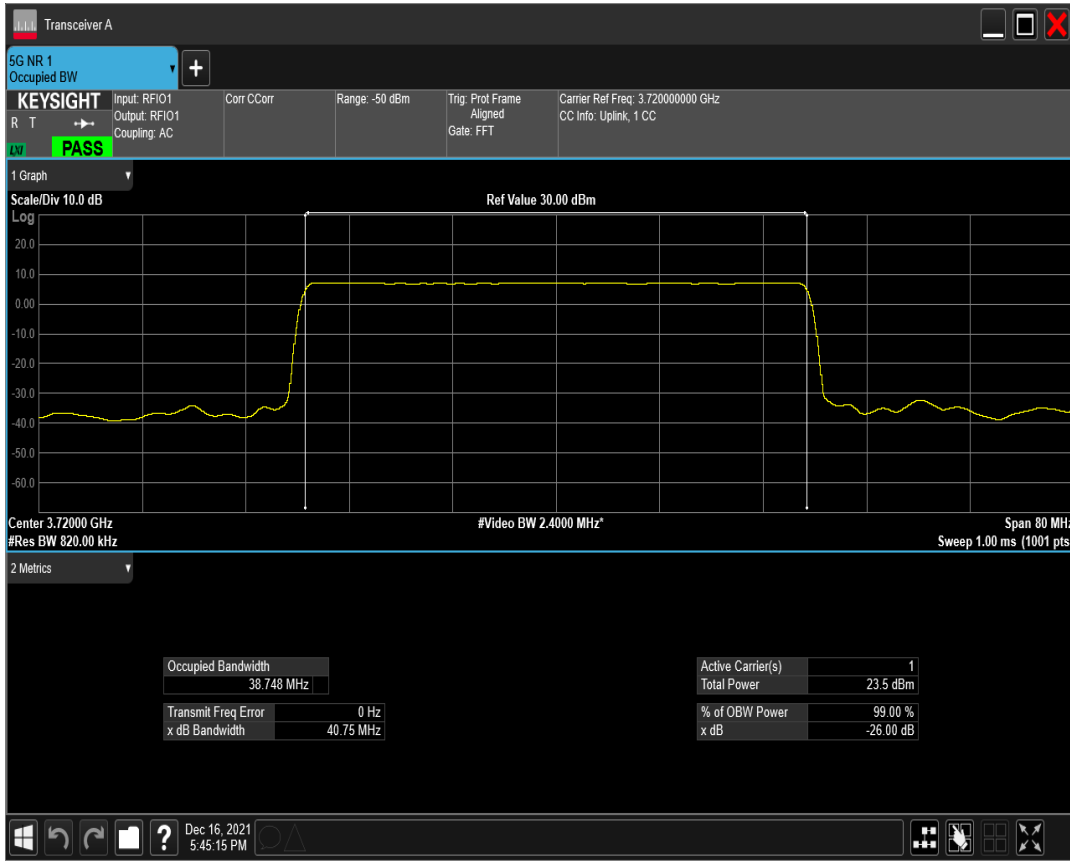 Transceiver A
5G NR 1
Occupied BW
+
KEYSIGHT
R T
LXI
PASS
Input: RFIO1
Output: RFIO1
Coupling: AC
Corr CCorr
Range: -50 dBm
Trig: Prot Frame
Aligned
Gate: FFT
Carrier Ref Freq: 3.720000000 GHz
CC Info: Uplink, 1 CC
1 Graph
Scale/Div 10.0 dB
Ref Value 30.00 dBm
Log
20.0
10.0
0.00
-10.0
-20.0
-30.0
-40.0
-50.0
-60.0
Center 3.72000 GHz
#Video BW 2.4000 MHz*
Span 80 MHz
#Res BW 820.00 kHz
Sweep 1.00 ms (1001 pts
2 Metrics
Occupied Bandwidth
38.748 MHz
Transmit Freq Error 0 Hz
x dB Bandwidth 40.75 MHz
Active Carrier(s) 1
Total Power 23.5 dBm
% of OBW Power 99.00 %
x dB -26.00 dB
?
Dec 16, 2021
5:45:15 PM